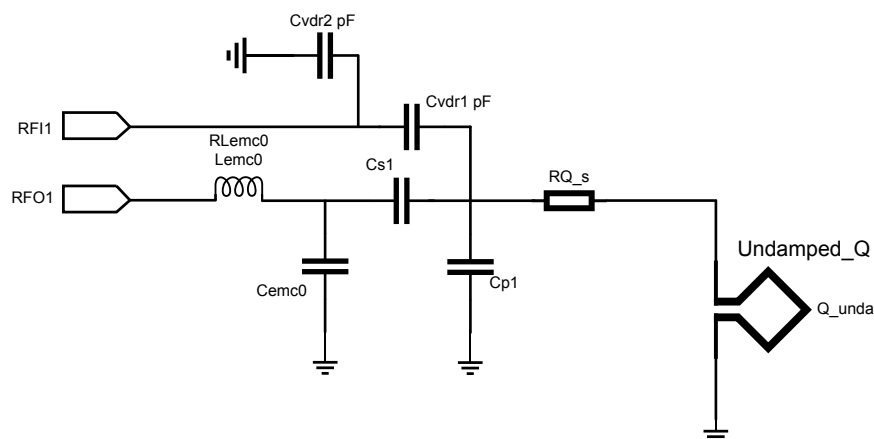 Cvdr2 pF
Cvdr1 pF
RFI1
RLemc0
Lemc0
Cs1
RQ_s
RFO1
Undamped_Q
Cemc0
Cp1
Q_unda